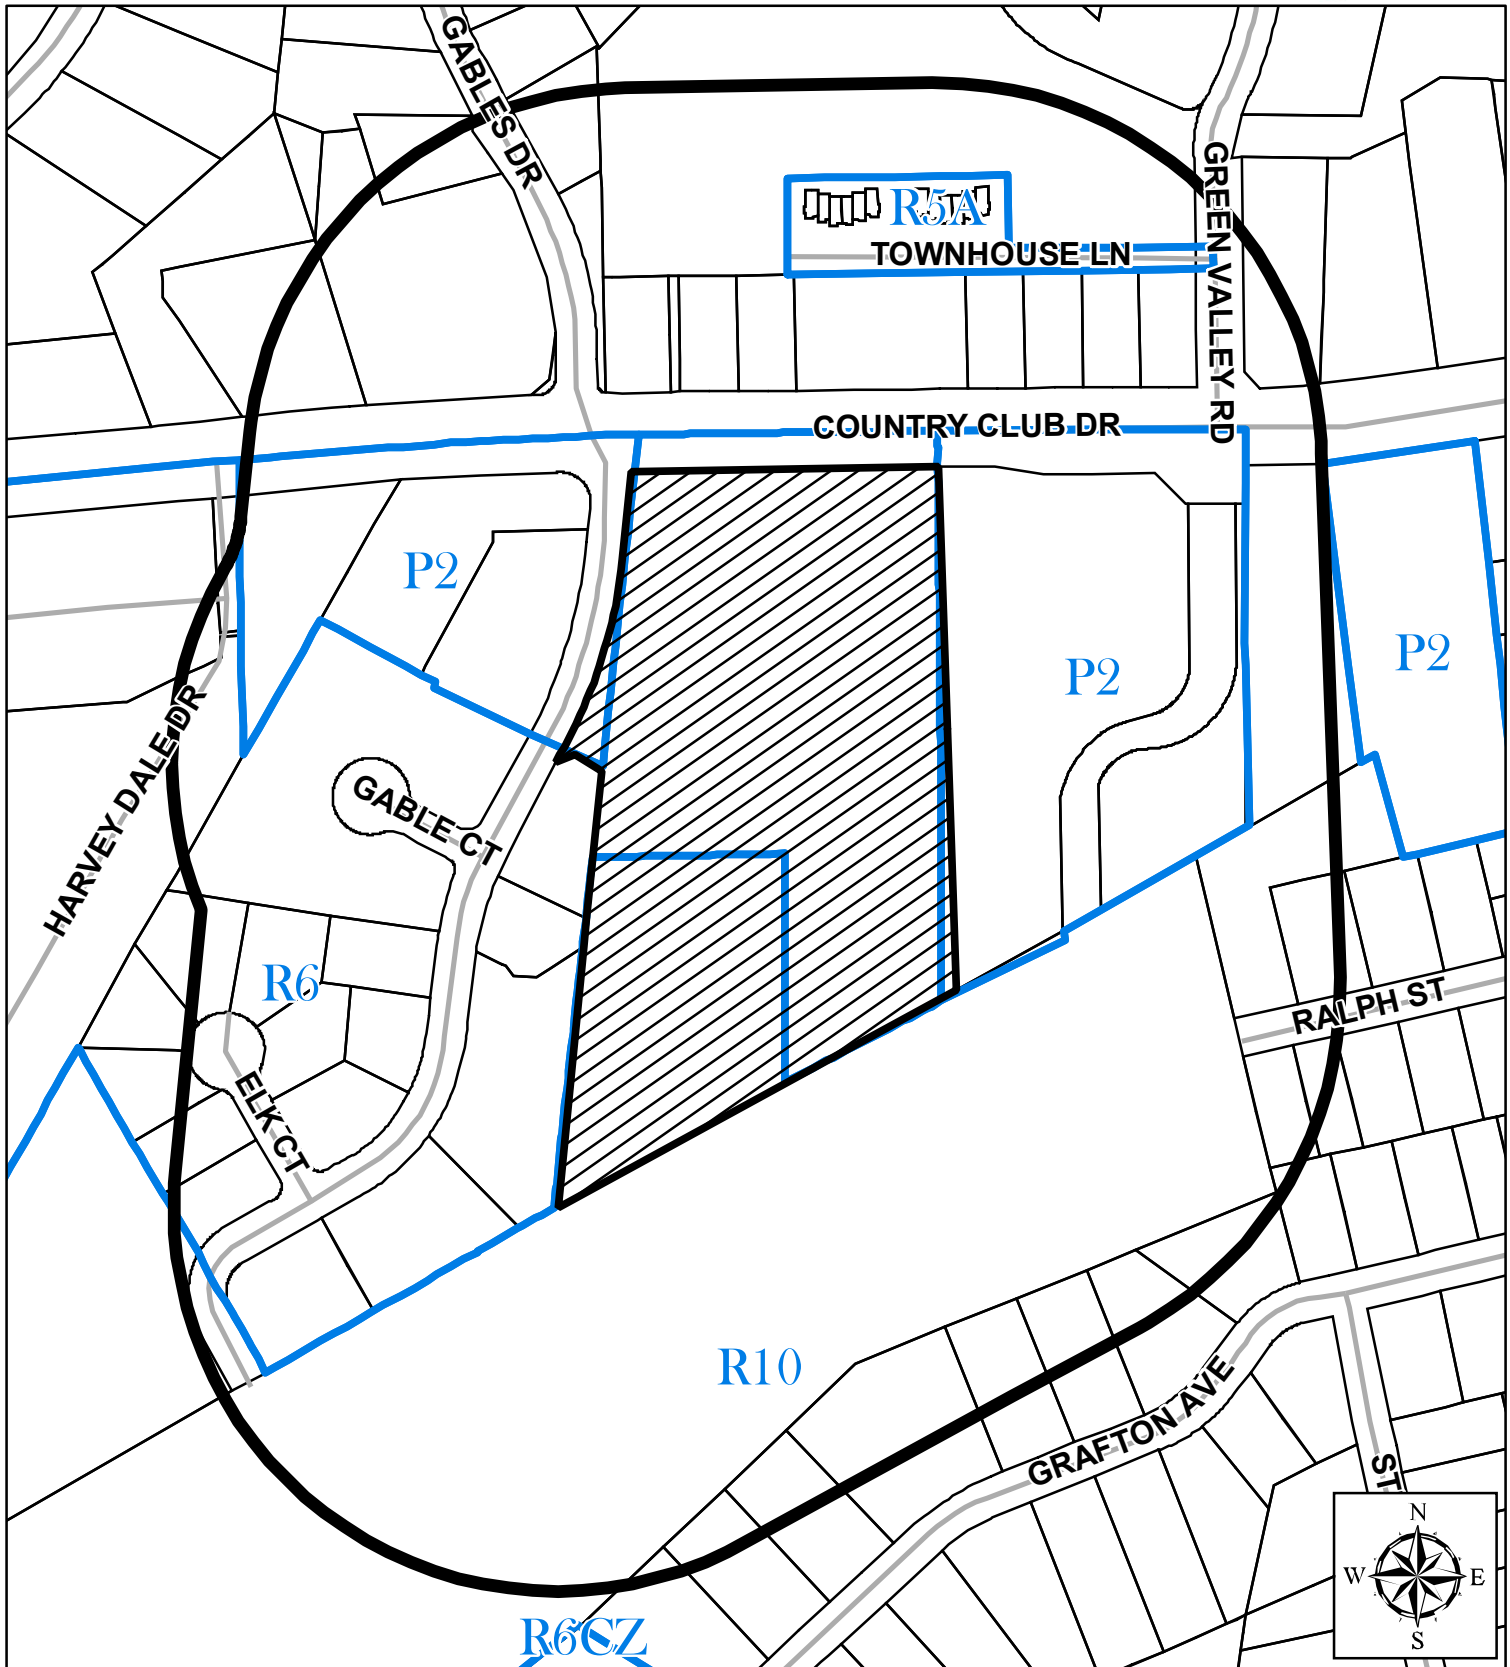 GABLES DR
GREEN VALLEY RD
R5A
TOWNHOUSE LN
COUNTRY CLUB DR
P2
P2
P2
HARVEY DALE DR
GABLE CT
R6
RALPH ST
ELK CT
R10
GRAFTON AVE
ST
N
W
E
S
R6CZ